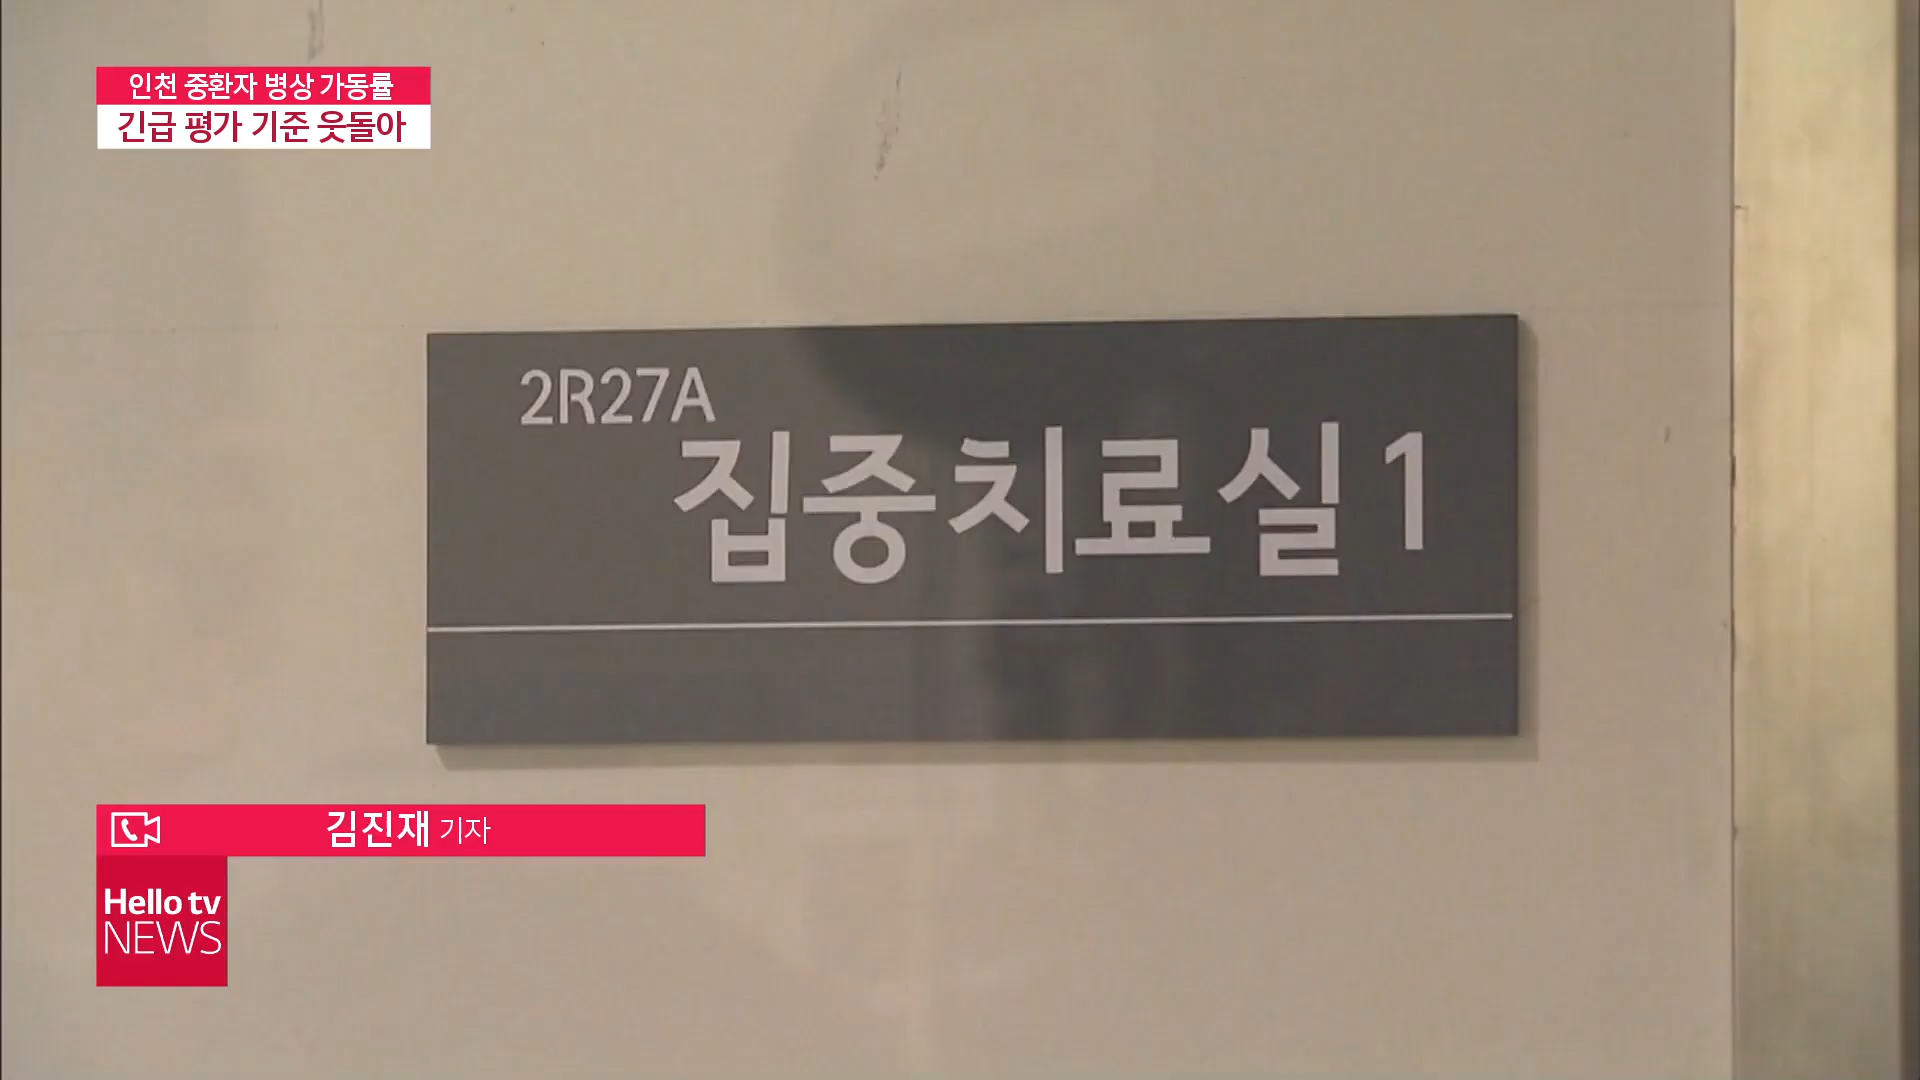 인천 중환자 병상 가동률
긴급 평가 기준 웃돌아
2R27A
집중치료실 1
김진재 기자
Hello tv
NEWS